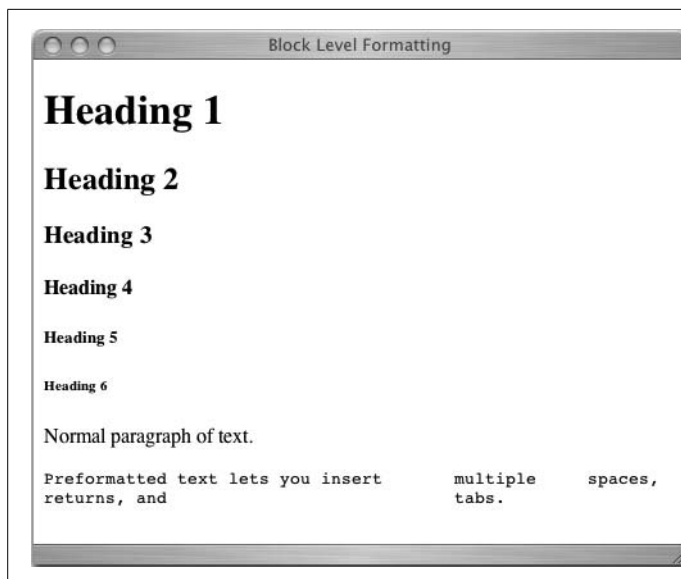 Block Level Formatting
Heading 1
Heading 2
Heading 3
Heading 4
Heading 5
Heading 6
Normal paragraph of text.
Preformatted text lets you insert      multiple    spaces,
returns, and                           tabs.